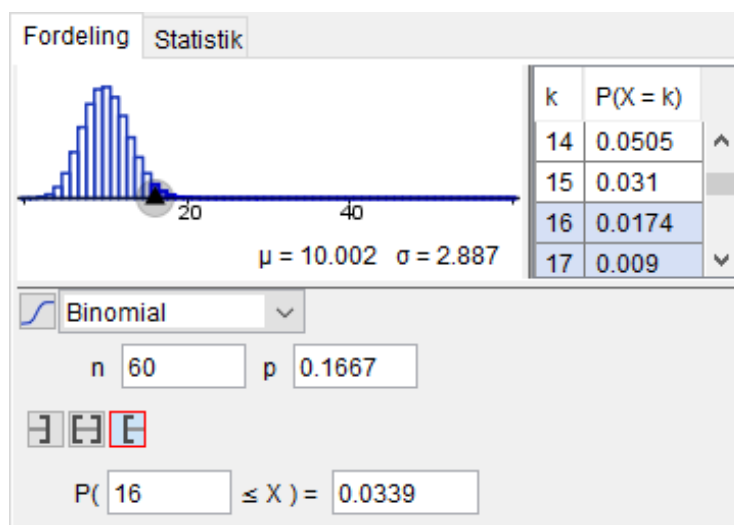 Fordeling Statistik
k P(X = k)
14 0.0505
15 0.031
16 0.0174
17 0.009
20 40
μ = 10.002 σ = 2.887
Binomial
n 60 p 0.1667
P( 16 ≤ X ) = 0.0339